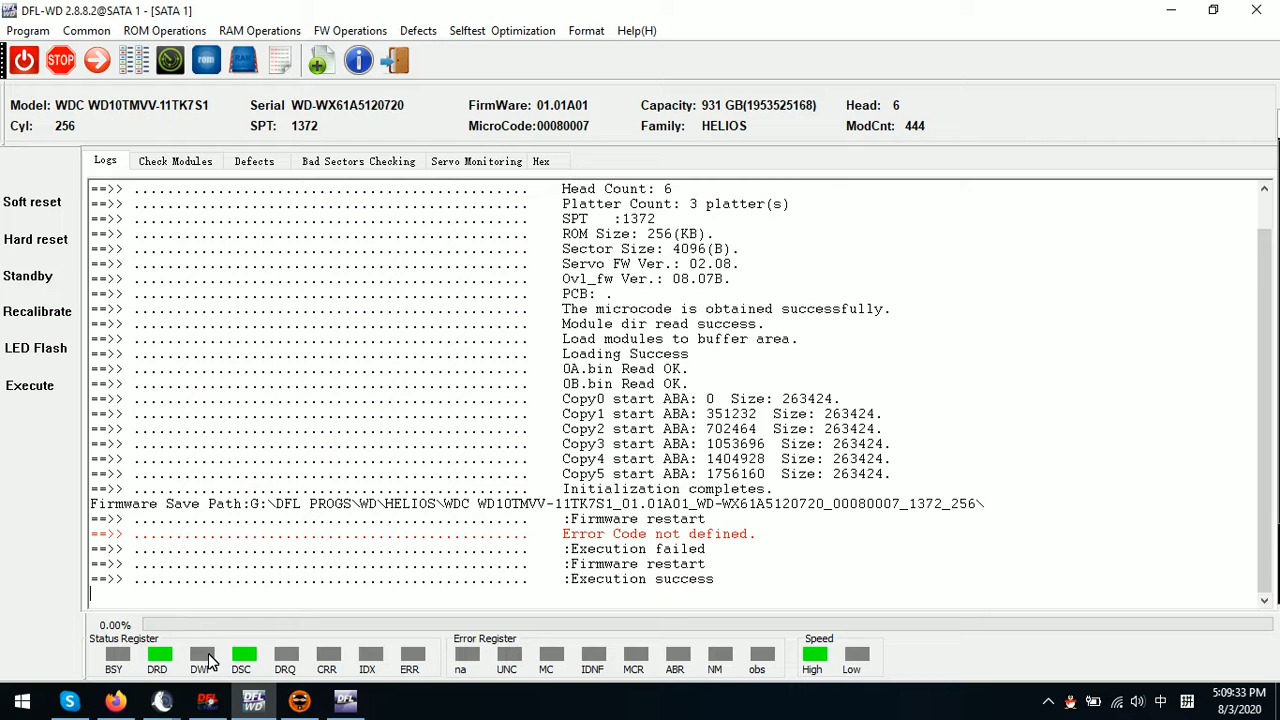 DFL-WD 2.8.8.2@SATA 1 - [SATA 1]
Program Common ROM Operations RAM Operations FW Operations Defects Selftest Optimization Format Help(H)
STOP rom
Model: WDC WD10TMVV-11TK7S1 Serial WD-WX61A5120720 FirmWare: 01.01A01 Capacity: 931 GB(1953525168) Head: 6
Cyl: 256 SPT: 1372 MicroCode:00080007 Family: HELIOS ModCnt: 444
Logs Check Modules Defects Bad Sectors Checking Servo Monitoring Hex
Soft reset
Hard reset
Standby
Recalibrate
LED Flash
Execute
==>> ............................................... Head Count: 6
==>> ............................................... Platter Count: 3 platter(s)
==>> ............................................... SPT :1372
==>> ............................................... ROM Size: 256(KB).
==>> ............................................... Sector Size: 4096(B).
==>> ............................................... Servo FW Ver.: 02.08.
==>> ............................................... Ovl_fw Ver.: 08.07B.
==>> ............................................... PCB: .
==>> ............................................... The microcode is obtained successfully.
==>> ............................................... Module dir read success.
==>> ............................................... Load modules to buffer area.
==>> ............................................... Loading Success
==>> ............................................... 0A.bin Read OK.
==>> ............................................... 0B.bin Read OK.
==>> ............................................... Copy0 start ABA: 0 Size: 263424.
==>> ............................................... Copy1 start ABA: 351232 Size: 263424.
==>> ............................................... Copy2 start ABA: 702464 Size: 263424.
==>> ............................................... Copy3 start ABA: 1053696 Size: 263424.
==>> ............................................... Copy4 start ABA: 1404928 Size: 263424.
==>> ............................................... Copy5 start ABA: 1756160 Size: 263424.
==>> ............................................... Initialization completes.
Firmware Save Path:G:\DFL PROGS\WD\HELIOS\WDC WD10TMVV-11TK7S1_01.01A01_WD-WX61A5120720_00080007_1372_256\
==>> ............................................... :Firmware restart
==>> ............................................... Error Code not defined.
==>> ............................................... :Execution failed
==>> ............................................... :Firmware restart
==>> ............................................... :Execution success
0.00%
Status Register Error Register Speed
BSY DRD DSC DRQ CRR IDX ERR na UNC MC IDNF MCR ABR NM obs High Low
DFL WD 中 拼 5:09:33 PM
8/3/2020